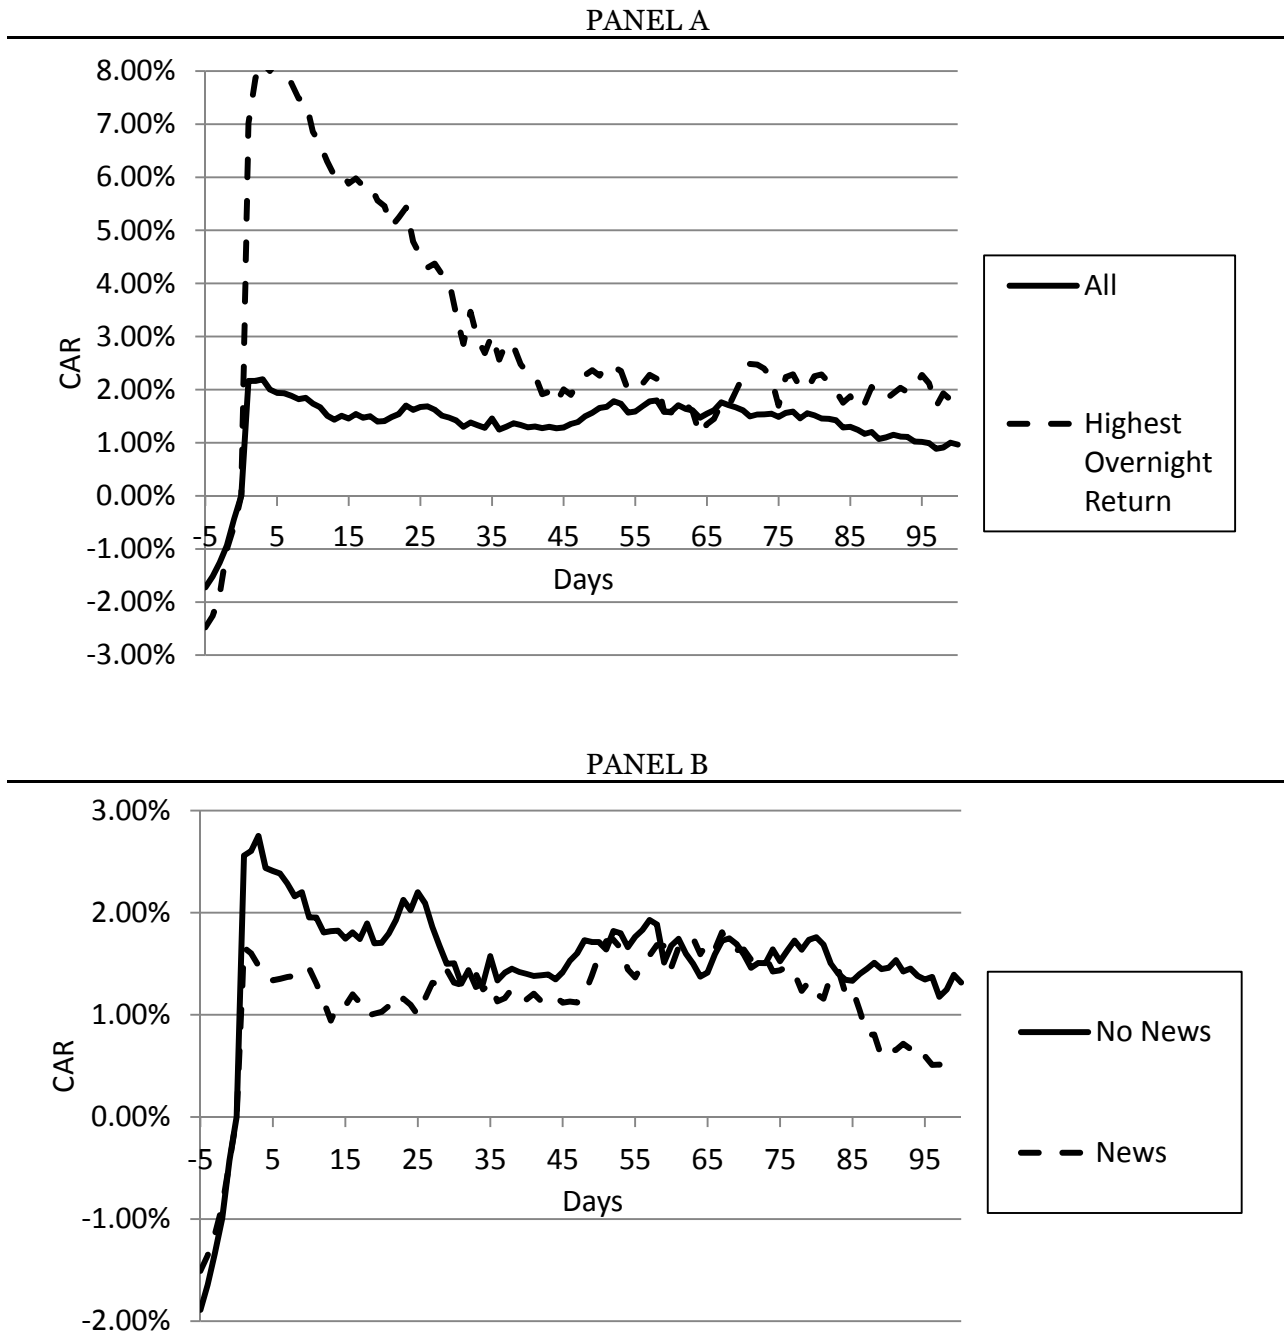 PANEL A
8.00%
7.00%
6.00%
5.00%
4.00%
3.00%
2.00%
1.00%
0.00%
-1.00%
-2.00%
-3.00%
CAR
-5 5 15 25 35 45 55 65 75 85 95
Days
All
Highest
Overnight
Return
PANEL B
3.00%
2.00%
1.00%
0.00%
-1.00%
-2.00%
CAR
-5 5 15 25 35 45 55 65 75 85 95
Days
No News
News